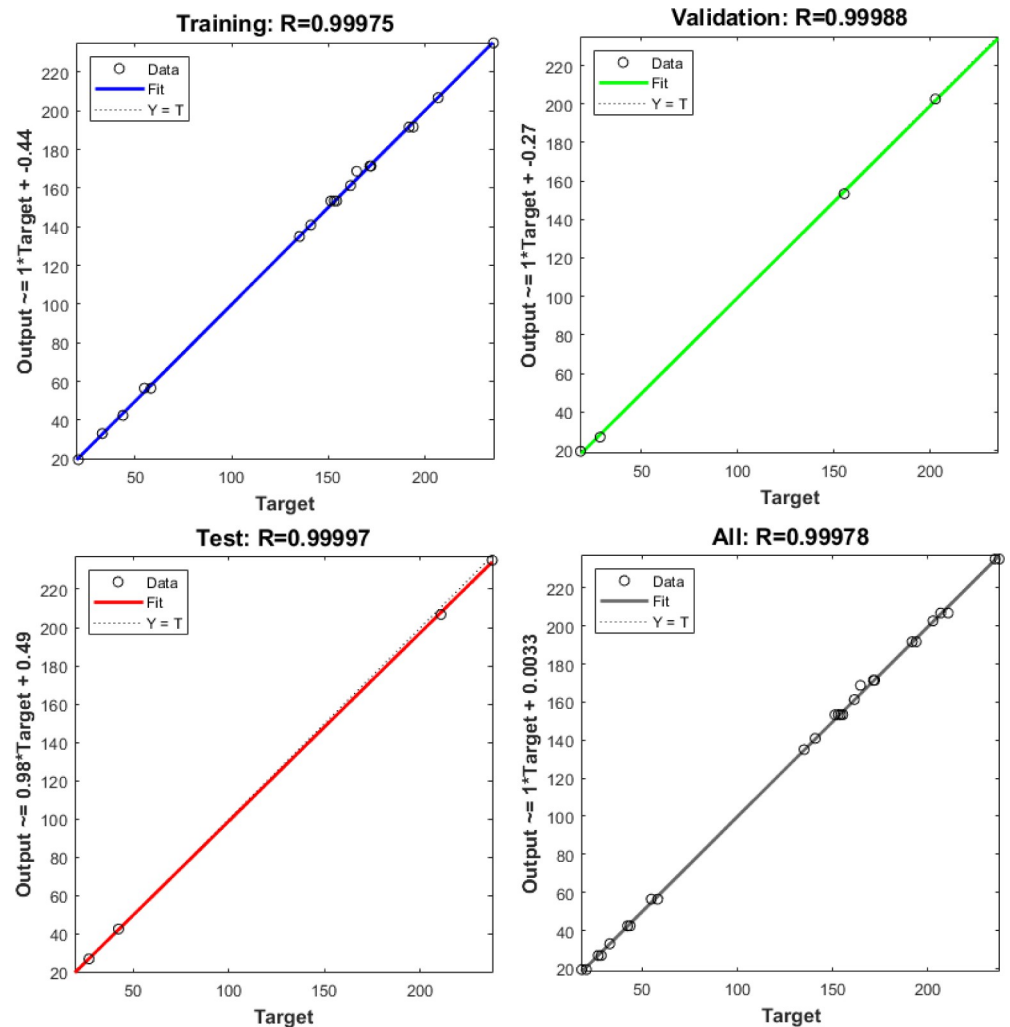 Training: R=0.99975
Output ~= 1*Target + -0.44
Data
Fit
Y = T
220
200
180
160
140
120
100
80
60
40
20
50
100
150
200
Target
Validation: R=0.99988
Output ~= 1*Target + -0.27
Data
Fit
Y = T
220
200
180
160
140
120
100
80
60
40
20
50
100
150
200
Target
Test: R=0.99997
Output ~= 0.98*Target + 0.49
Data
Fit
Y = T
220
200
180
160
140
120
100
80
60
40
20
50
100
150
200
Target
All: R=0.99978
Output ~= 1*Target + 0.0033
Data
Fit
Y = T
220
200
180
160
140
120
100
80
60
40
20
50
100
150
200
Target